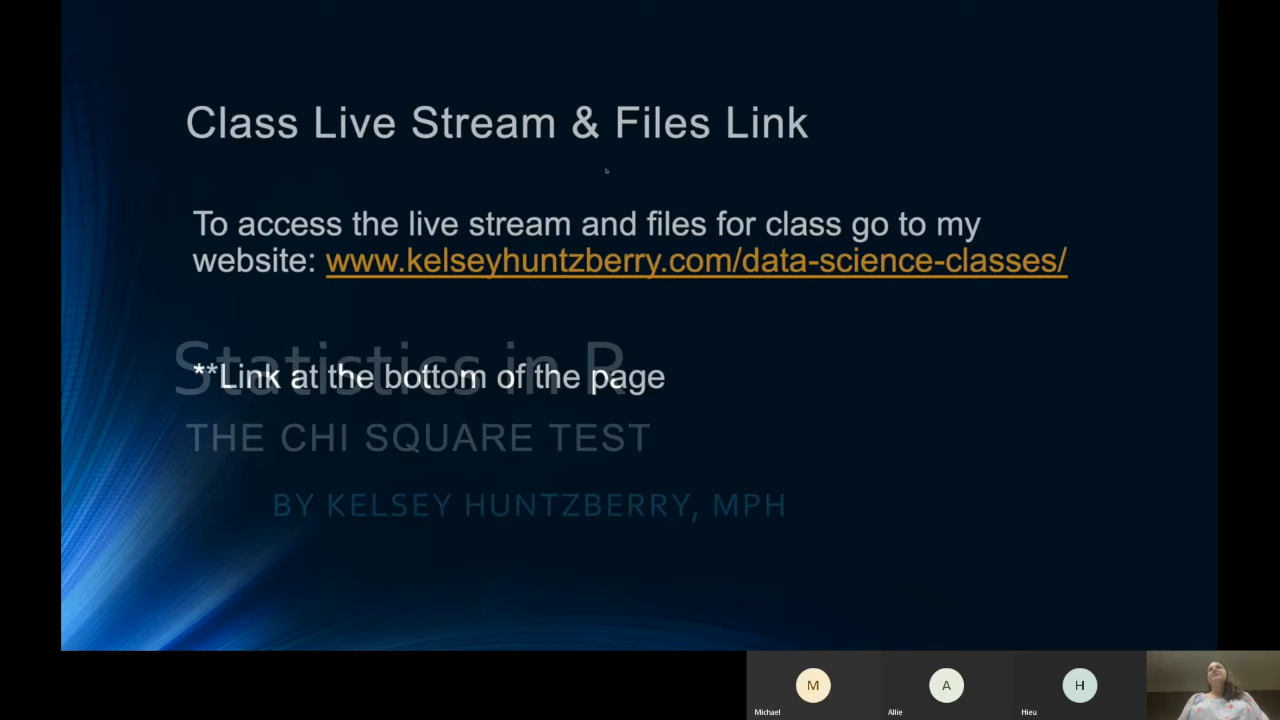 Class Live Stream & Files Link
To access the live stream and files for class go to my
website: www.kelseyhuntzberry.com/data-science-classes/
Statistics in R
**Link at the bottom of the page
THE CHI SQUARE TEST
BY KELSEY HUNTZBERRY, MPH
M
A
H
Michael
Allie
Hieu